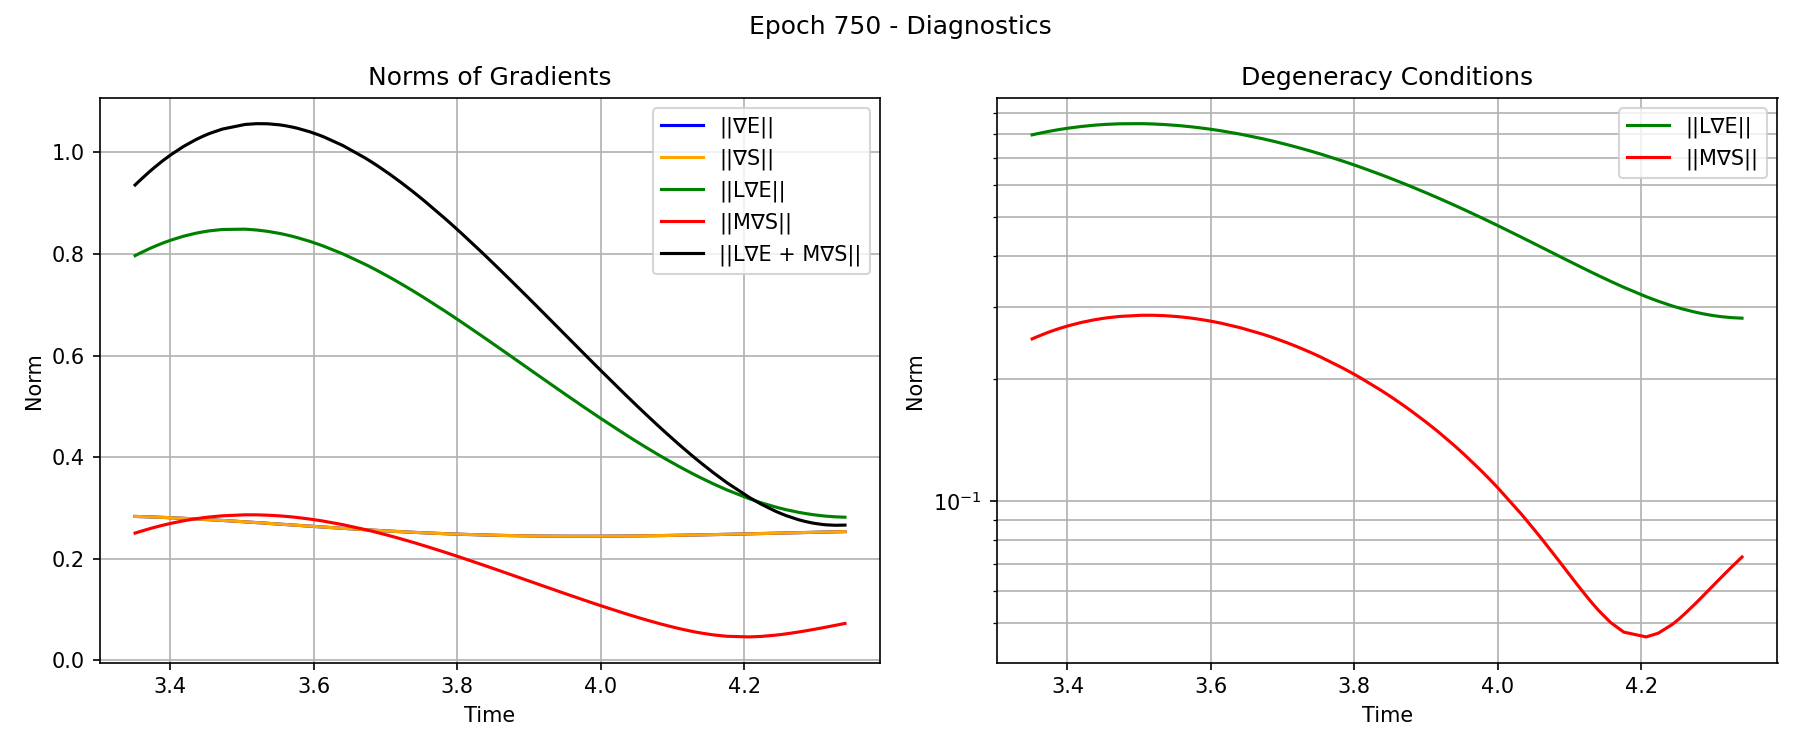 Epoch 750 - Diagnostics
Norms of Gradients
Norm
1.0
0.8
0.6
0.4
0.2
0.0
3.4 3.6 3.8 4.0 4.2
Time
||∇E||
||∇S||
||L∇E||
||M∇S||
||L∇E + M∇S||
Degeneracy Conditions
Norm
10⁻¹
3.4 3.6 3.8 4.0 4.2
Time
||L∇E||
||M∇S||